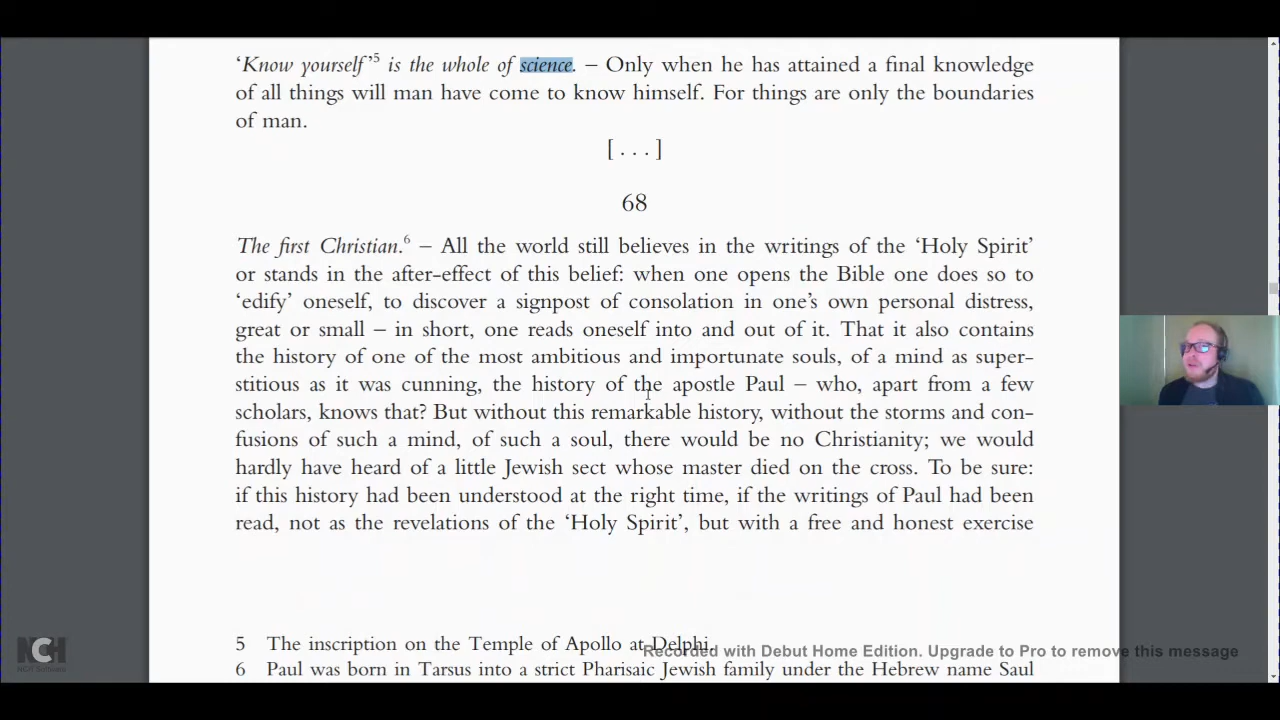 ‘Know yourself’5 is the whole of science. – Only when he has attained a final knowledge
of all things will man have come to know himself. For things are only the boundaries
of man.
[ . . . ]
68
The first Christian.6 – All the world still believes in the writings of the ‘Holy Spirit’
or stands in the after-effect of this belief: when one opens the Bible one does so to
‘edify’ oneself, to discover a signpost of consolation in one’s own personal distress,
great or small – in short, one reads oneself into and out of it. That it also contains
the history of one of the most ambitious and importunate souls, of a mind as super-
stitious as it was cunning, the history of the apostle Paul – who, apart from a few
scholars, knows that? But without this remarkable history, without the storms and con-
fusions of such a mind, of such a soul, there would be no Christianity; we would
hardly have heard of a little Jewish sect whose master died on the cross. To be sure:
if this history had been understood at the right time, if the writings of Paul had been
read, not as the revelations of the ‘Holy Spirit’, but with a free and honest exercise
5 The inscription on the Temple of Apollo at Delphi.
Recorded with Debut Home Edition. Upgrade to Pro to remove this message
6 Paul was born in Tarsus into a strict Pharisaic Jewish family under the Hebrew name Saul
NCH